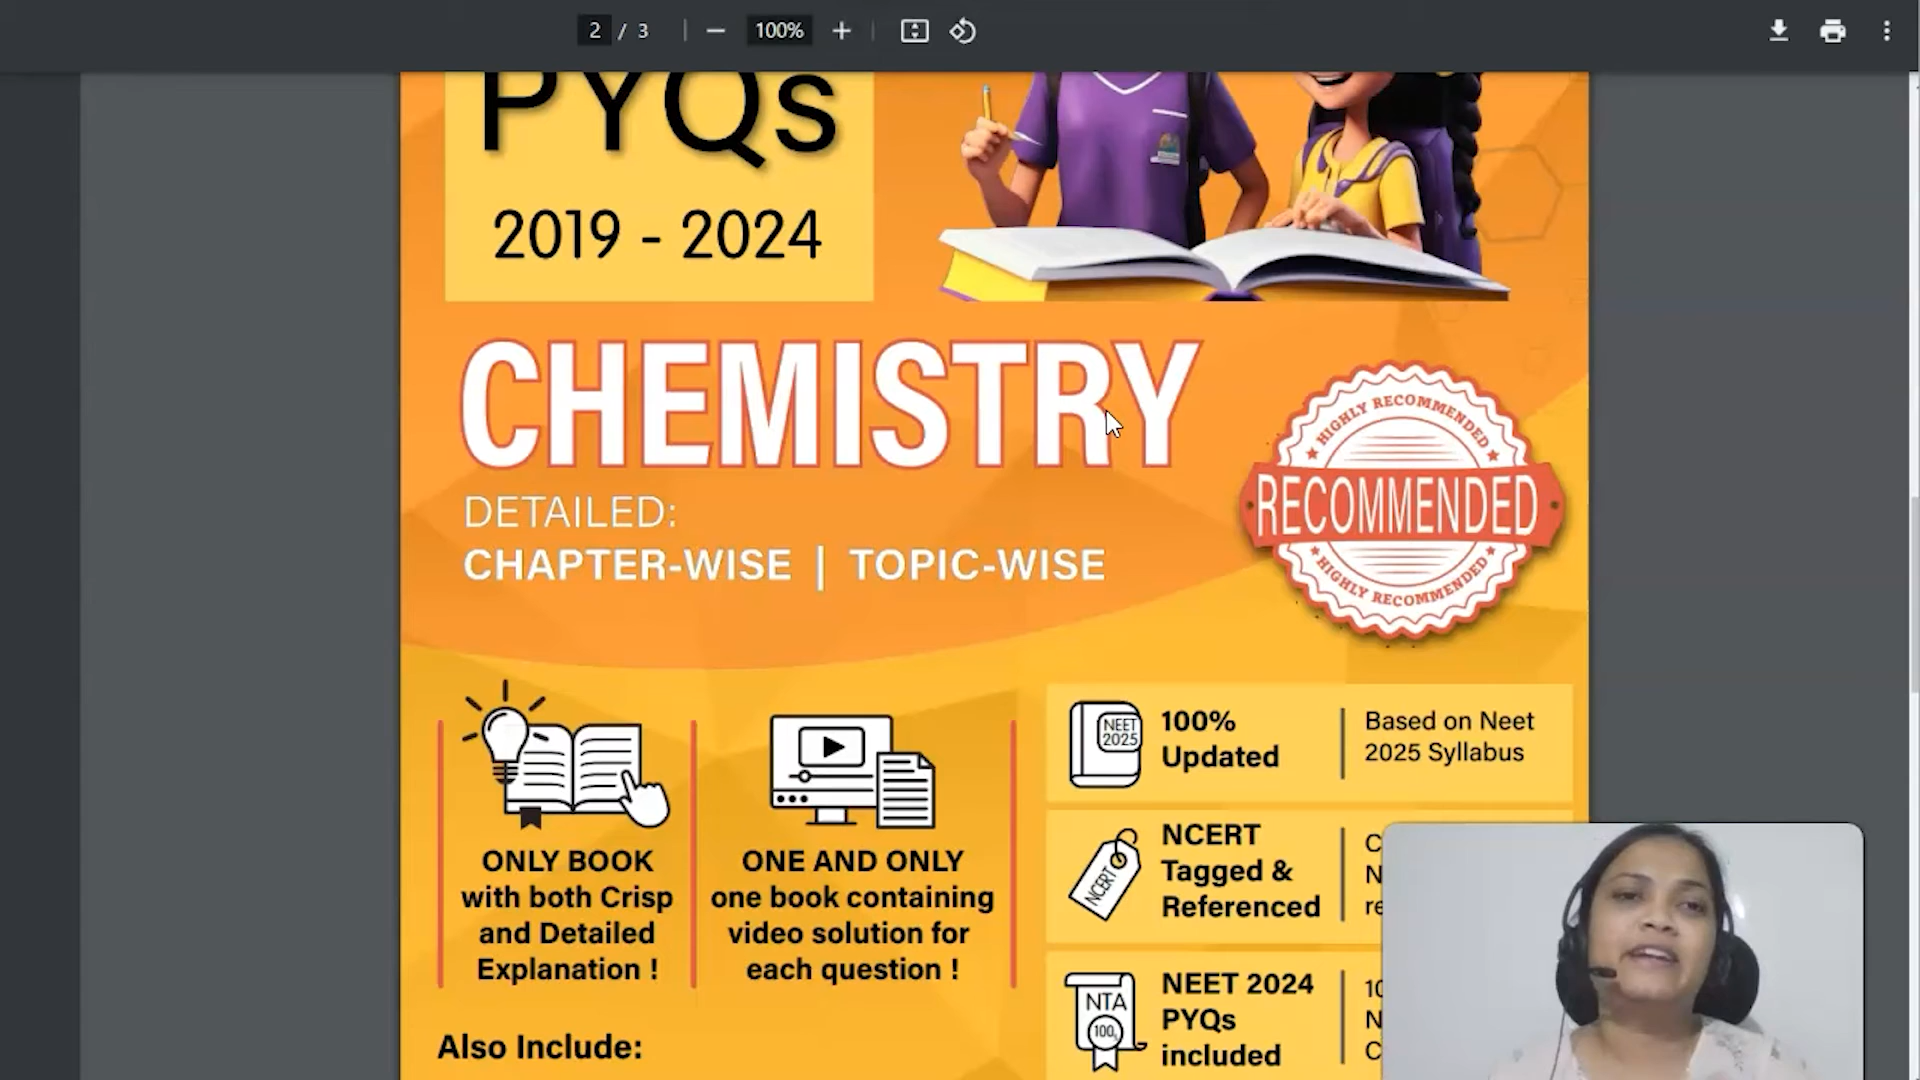 2 / 3
100%
PYQs
2019 - 2024
CHEMISTRY
DETAILED:
CHAPTER-WISE | TOPIC-WISE
HIGHLY RECOMMENDED
RECOMMENDED
HIGHLY RECOMMENDED
ONLY BOOK
with both Crisp
and Detailed
Explanation !
ONE AND ONLY
one book containing
video solution for
each question !
Also Include:
NEET
2025
100%
Updated
Based on Neet
2025 Syllabus
NCERT
NCERT
Tagged &
Referenced
C
N
re
NTA
100
NEET 2024
PYQs
included
10
N
C